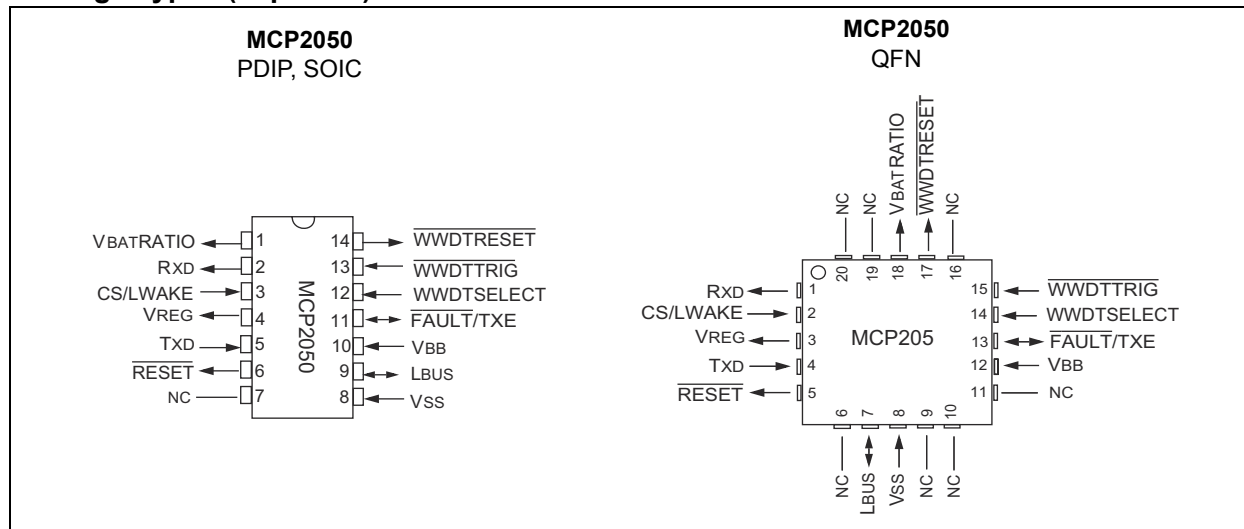 MCP2050
PDIP, SOIC
VBATRATIO
RXD
CS/LWAKE
VREG
TXD
RESET
NC
1
2
3
4
5
6
7
MCP2050
14
13
12
11
10
9
8
WWDTRESET
WWDTTRIG
WWDTSELECT
FAULT/TXE
VBB
LBUS
VSS
MCP2050
QFN
NC
NC
VBATRATIO
WWDTRESET
NC
20
19
18
17
16
RXD
CS/LWAKE
VREG
TXD
RESET
1
2
3
4
5
MCP205
15
14
13
12
11
WWDTTRIG
WWDTSELECT
FAULT/TXE
VBB
NC
6
7
8
9
10
NC
LBUS
VSS
NC
NC